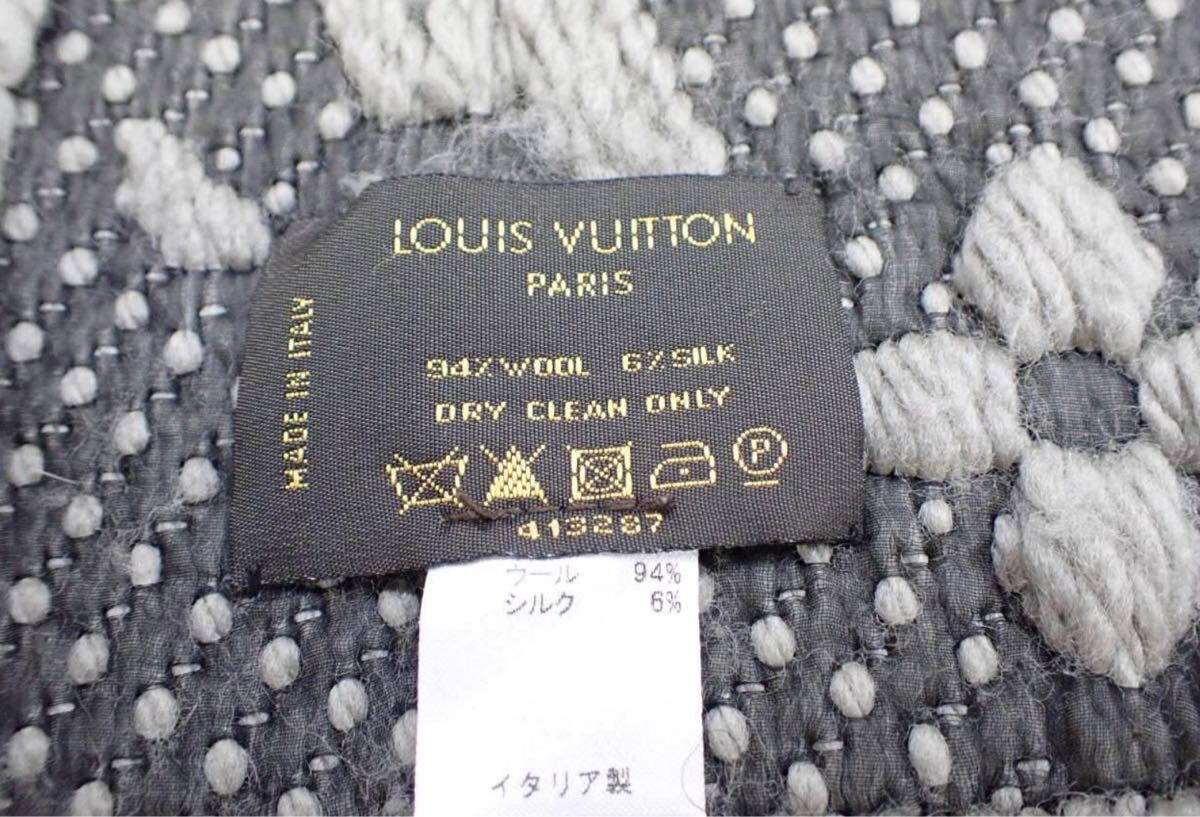 LOUIS VUITTON
PARIS
MADE IN ITALY
94% WOOL 6% SILK
DRY CLEAN ONLY
P
413287
ウール 94%
シルク 6%
イタリア製